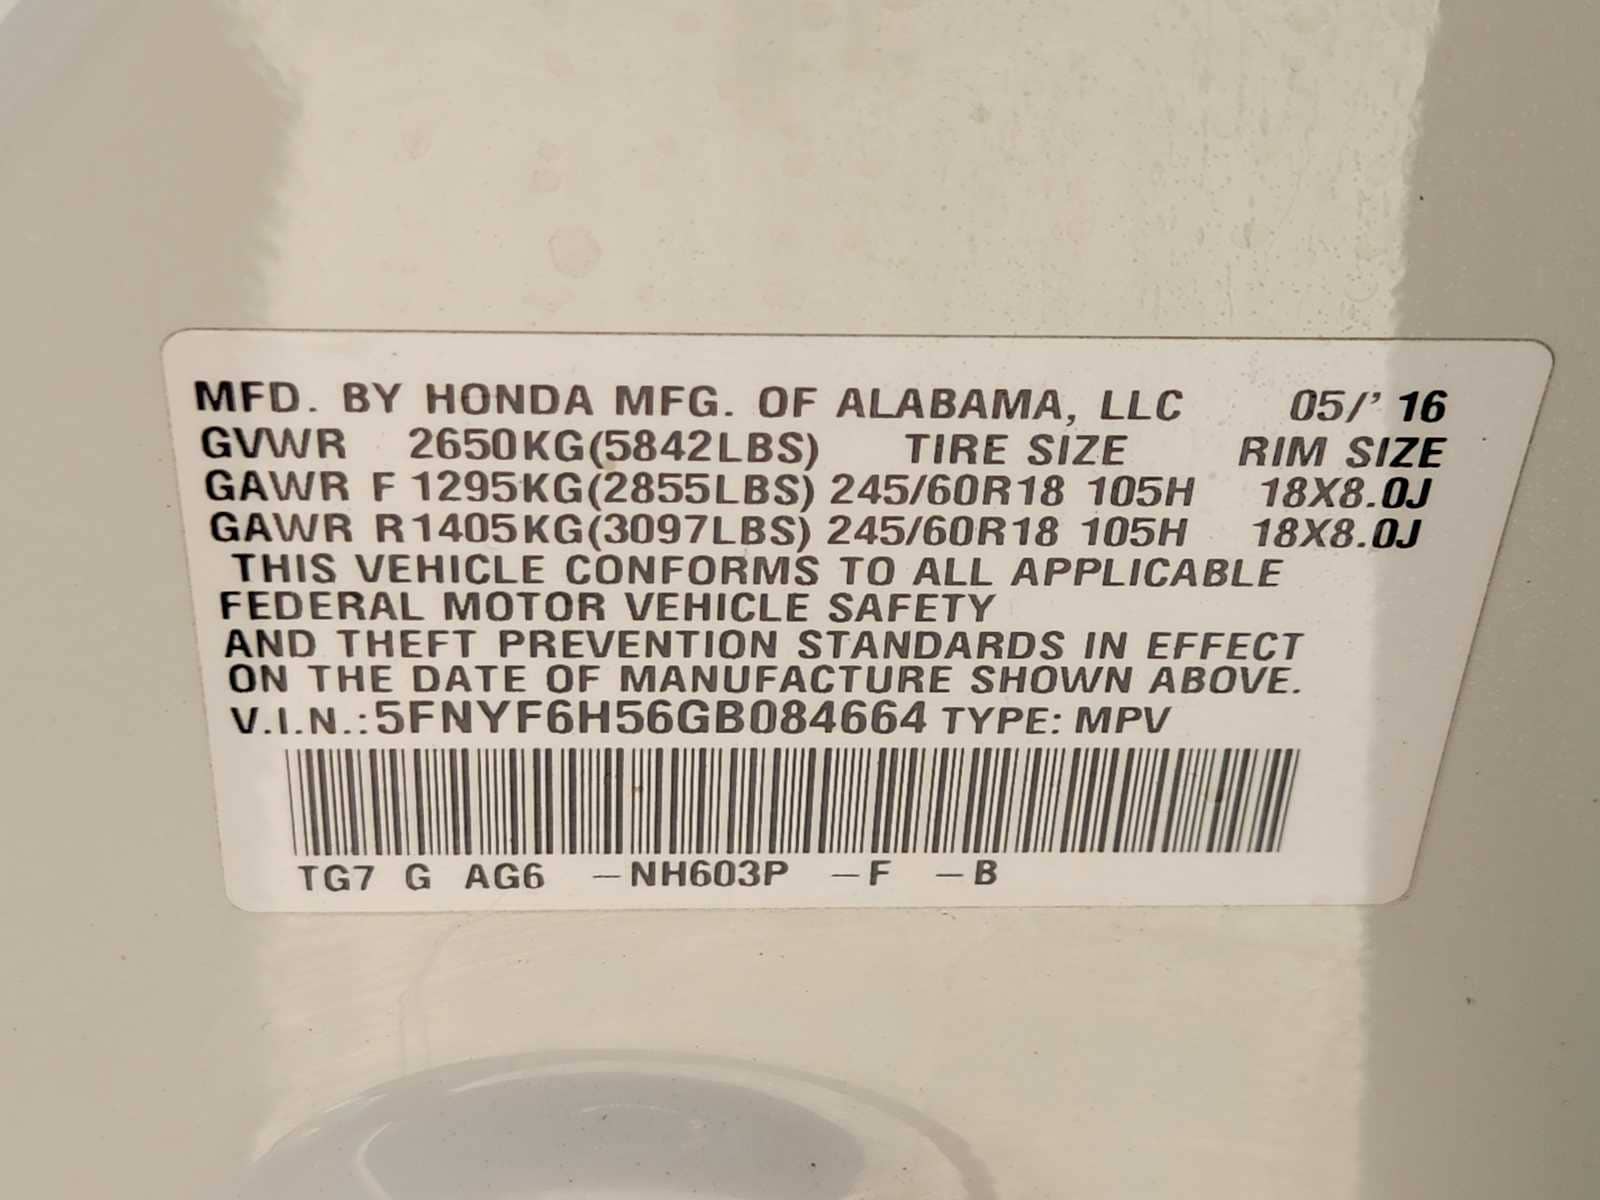 MFD. BY HONDA MFG. OF ALABAMA, LLC 05/' 16
GVWR 2650KG(5842LBS) TIRE SIZE RIM SIZE
GAWR F 1295KG(2855LBS) 245/60R18 105H 18X8.0J
GAWR R1405KG(3097LBS) 245/60R18 105H 18X8.0J
THIS VEHICLE CONFORMS TO ALL APPLICABLE
FEDERAL MOTOR VEHICLE SAFETY
AND THEFT PREVENTION STANDARDS IN EFFECT
ON THE DATE OF MANUFACTURE SHOWN ABOVE.
V.I.N.:5FNYF6H56GB084664 TYPE: MPV
TG7 G AG6 –NH603P –F –B